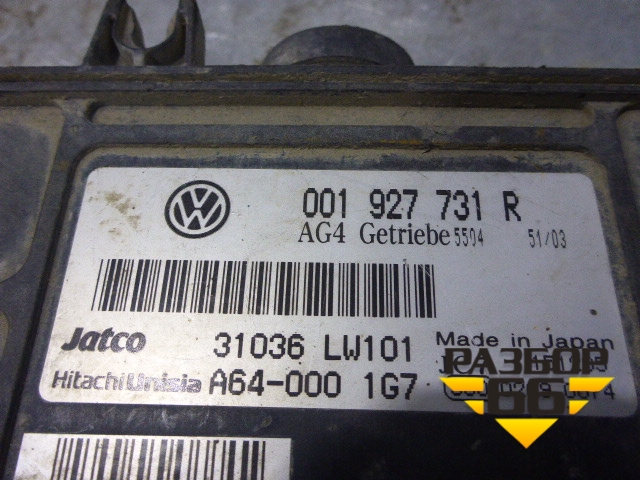 001 927 731 R
AG4 Getriebe 5504 51/03
Jatco 31036 LW101 Made in Japan
HitachiUnisia A64-000 1G7
РАЗБОР
66